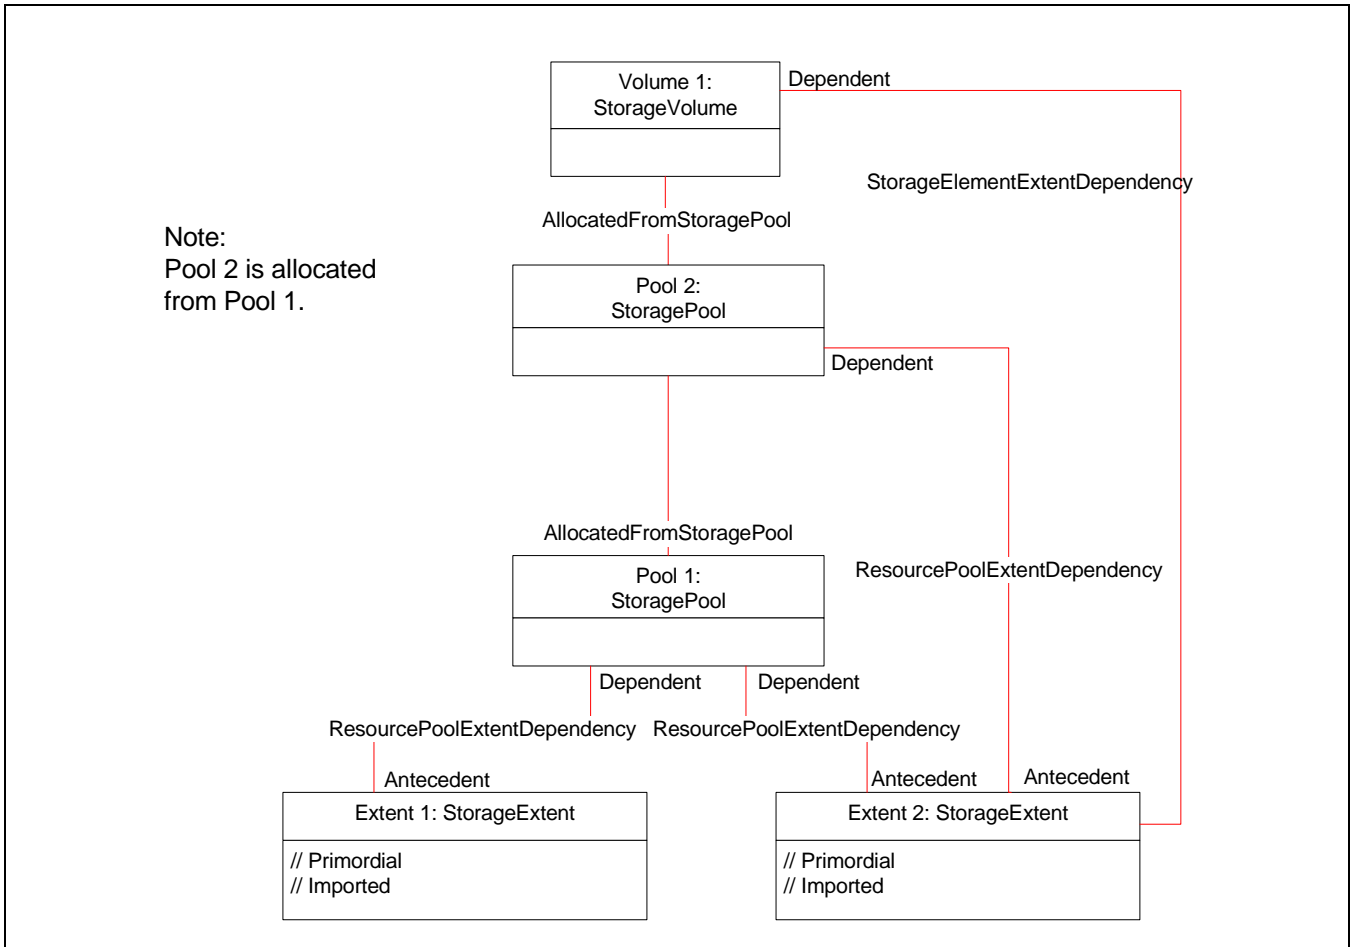 Volume 1:
StorageVolume
Dependent
StorageElementExtentDependency
AllocatedFromStoragePool
Note:
Pool 2 is allocated
from Pool 1.
Pool 2:
StoragePool
Dependent
AllocatedFromStoragePool
ResourcePoolExtentDependency
Pool 1:
StoragePool
Dependent
Dependent
ResourcePoolExtentDependency
ResourcePoolExtentDependency
Antecedent
Antecedent
Antecedent
Extent 1: StorageExtent
// Primordial
// Imported
Extent 2: StorageExtent
// Primordial
// Imported